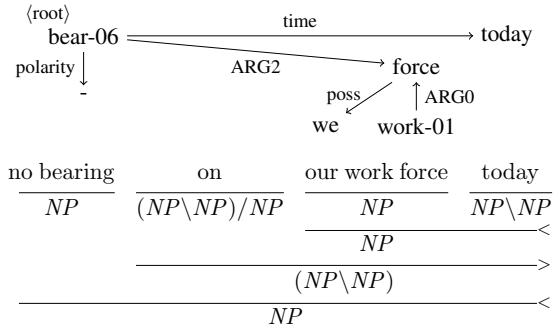 ⟨root⟩
bear-06 time today
polarity ARG2 force
- poss ARG0
we work-01
no bearing on our work force today
NP (NP\NP)/NP NP NP\NP
<
NP
>
(NP\NP)
<
NP